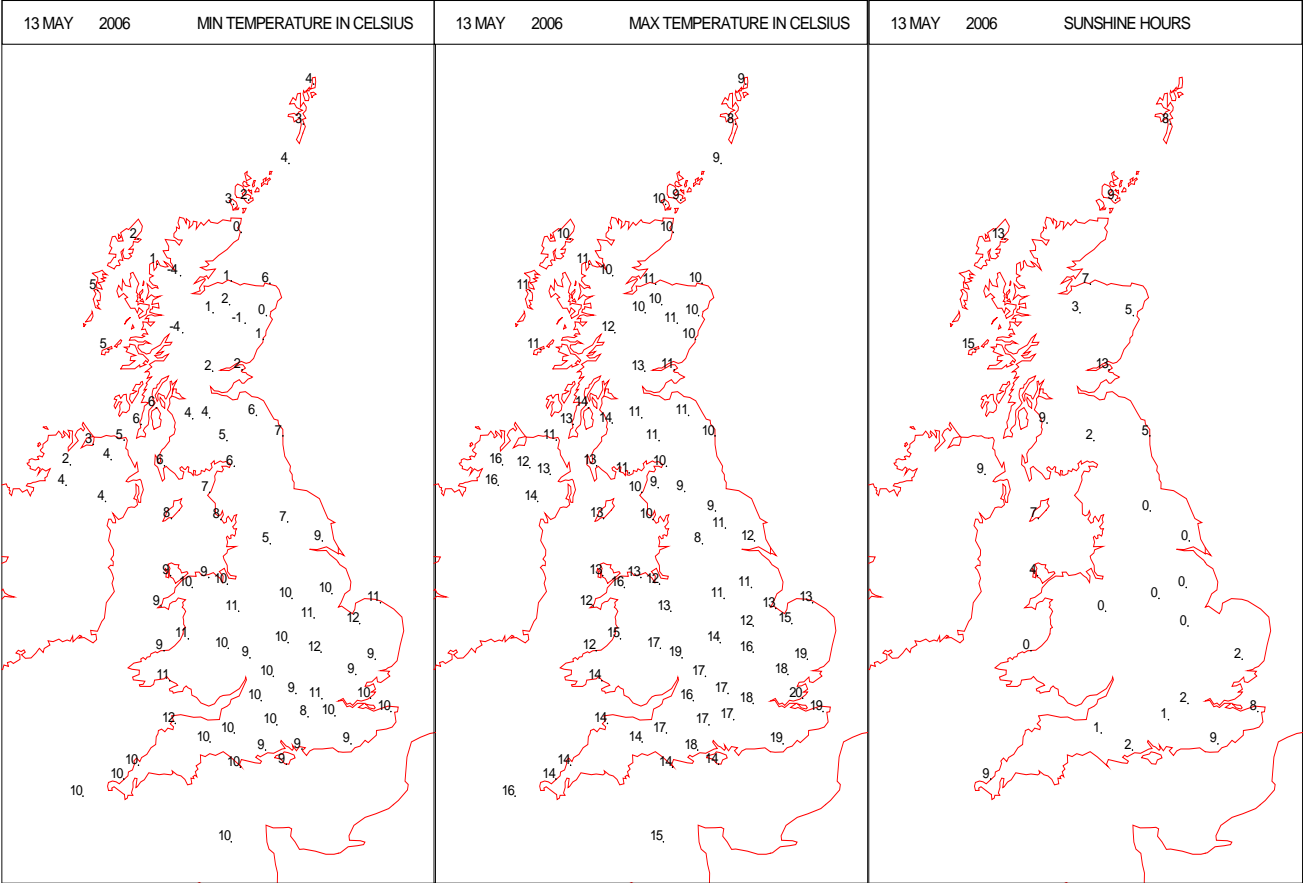 13 MAY 2006 MIN TEMPERATURE IN CELSIUS
4
3
4
3 2
0
2
1 -4
5 1 6
2
1 0
-1
-4 1
5
2 2
6
4 4 6
6
3 5 5 7
2 4 6 6
4
4 7
8 8 7
5 9
9 9
10 10
9 11 10 10 11
11 12
11 10 10
9 9 12 9
11 10 9
10 9 11 10 10
12 10 10 8 10
10 9 9 9
10 10 10 9
10
10
13 MAY 2006 MAX TEMPERATURE IN CELSIUS
9
8
9
10 9
10
10
11 10
11 11 10
10 10
11 10
12 10
11
13 11
14
13 14 11 11
11 11 10
16 12 13 13 11 10
16 14 10 9 9
13 10 9
11
8 12
13 13
16 12 11
12 13 11 13 13
12 15
15 14
12 17 19 16 19
14 17 18
16 17 18 20 19
14 17 17 17
14 18 19
14 14 14 14
16
15
13 MAY 2006 SUNSHINE HOURS
8
9
13
7
3 5
15
13
9
2 5
9
7 0
0
4
0 0
0
0
0 2
2 8
1
1 2 9
9